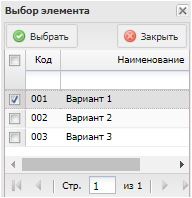 Выбор элемента
Выбрать Закрыть
Код Наименование
001 Вариант 1
002 Вариант 2
003 Вариант 3
Стр. 1 из 1